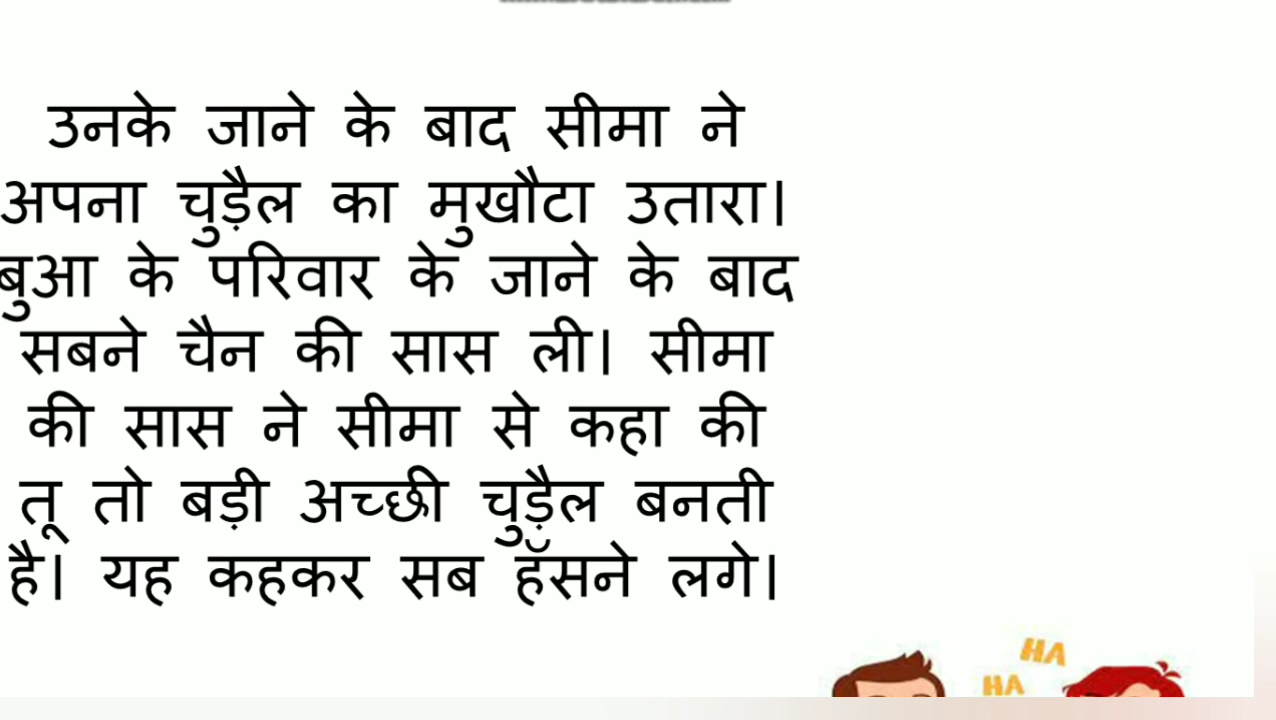 उनके जाने के बाद सीमा ने
अपना चुड़ैल का मुखौटा उतारा।
बुआ के परिवार के जाने के बाद
सबने चैन की सास ली। सीमा
की सास ने सीमा से कहा की
तू तो बड़ी अच्छी चुड़ैल बनती
है। यह कहकर सब हॅसने लगे।
HA
HA